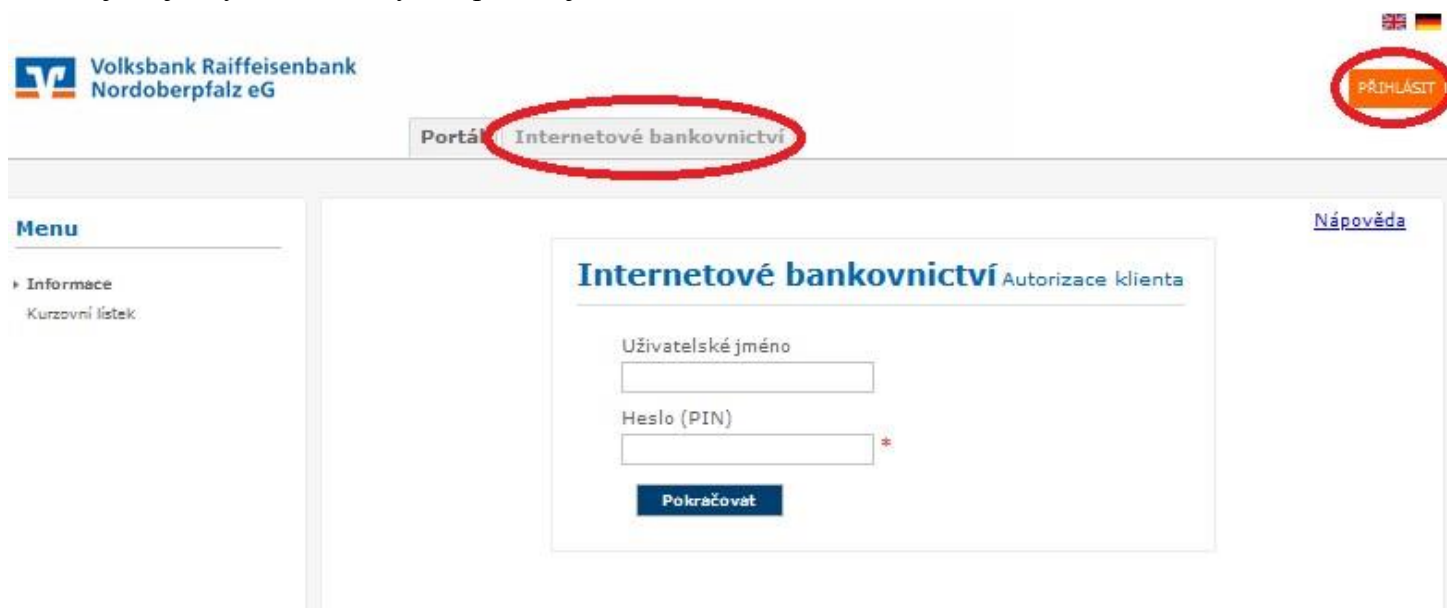 Volksbank Raiffeisenbank
Nordoberpfalz eG
PŘIHLÁSIT
Portál Internetové bankovnictví
Menu
Nápověda
Internetové bankovnictví Autorizace klienta
Informace
Kurzovní lístek
Uživatelské jméno
Heslo (PIN)
*
Pokračovat